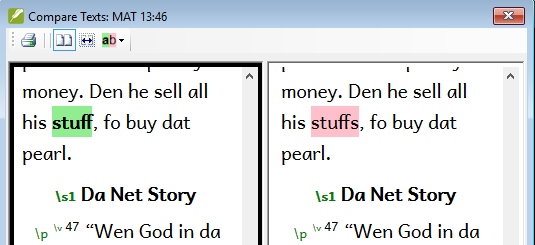 Compare Texts: MAT 13:46
ab
money. Den he sell all
his stuff, fo buy dat
pearl.
\s1 Da Net Story
\p \v 47 “Wen God in da
money. Den he sell all
his stuffs, fo buy dat
pearl.
\s1 Da Net Story
\p \v 47 “Wen God in da